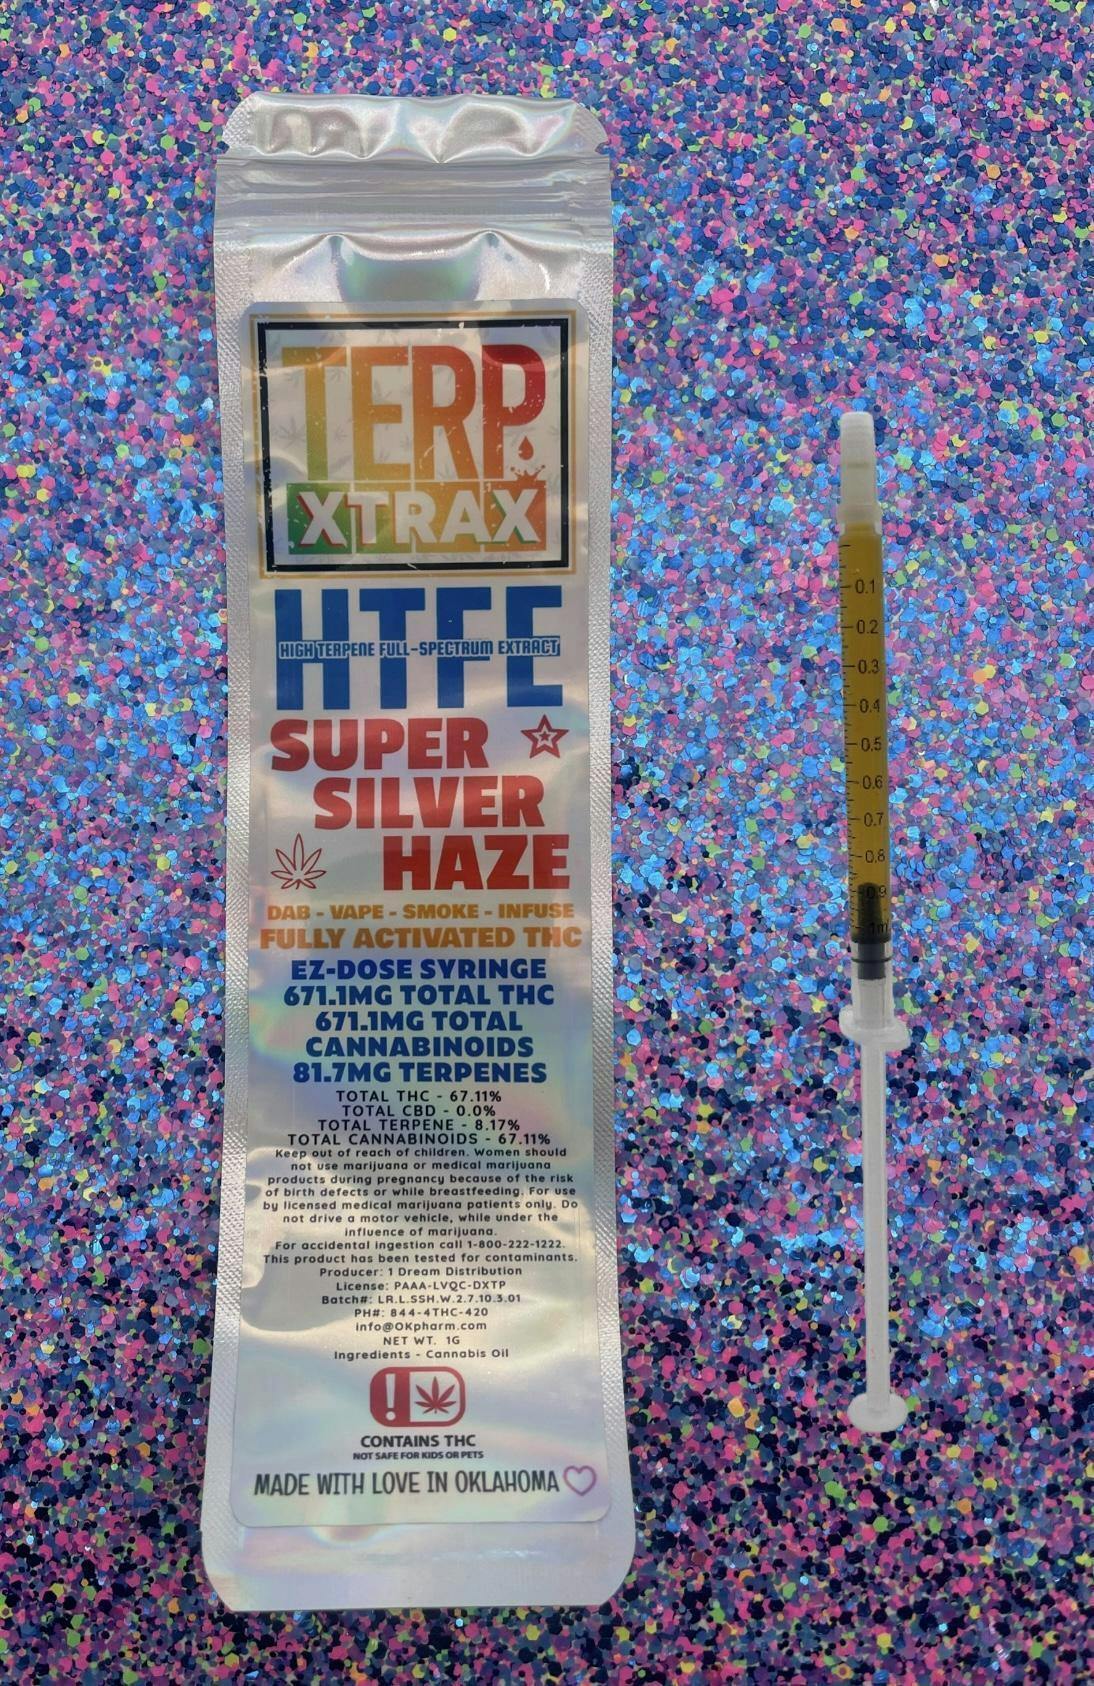 TERP
XTRAX
HTFE
HIGH TERPENE FULL-SPECTRUM EXTRACT
SUPER
SILVER
HAZE
DAB - VAPE - SMOKE - INFUSE
FULLY ACTIVATED THC
EZ-DOSE SYRINGE
671.1MG TOTAL THC
671.1MG TOTAL
CANNABINOIDS
81.7MG TERPENES
TOTAL THC - 67.11%
TOTAL CBD - 0.0%
TOTAL TERPENE - 8.17%
TOTAL CANNABINOIDS - 67.11%
Keep out of reach of children. Women should
not use marijuana or medical marijuana
products during pregnancy because of the risk
of birth defects or while breastfeeding. For use
by licensed medical marijuana patients only. Do
not drive a motor vehicle, while under the
influence of marijuana.
For accidental ingestion call 1-800-222-1222.
This product has been tested for contaminants.
Producer: 1 Dream Distribution
License: PAAA-LVQC-DXTP
Batch#: LR.L.SSH.W.2.7.10.3.01
PH#: 844-4THC-420
info@OKpharm.com
NET WT. 1G
Ingredients - Cannabis Oil
!
CONTAINS THC
NOT SAFE FOR KIDS OR PETS
MADE WITH LOVE IN OKLAHOMA
0.1
0.2
0.3
0.4
0.5
0.6
0.7
0.8
0.9
1m